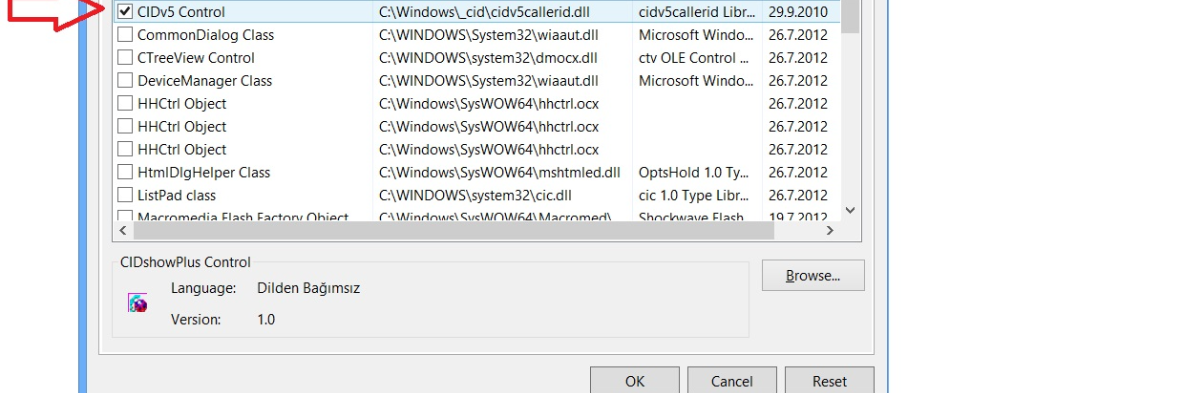 CIDv5 Control C:\Windows\_cid\cidv5callerid.dll cidv5callerid Libr... 29.9.2010
CommonDialog Class C:\WINDOWS\System32\wiaaut.dll Microsoft Windo... 26.7.2012
CTreeView Control C:\WINDOWS\system32\dmocx.dll ctv OLE Control ... 26.7.2012
DeviceManager Class C:\WINDOWS\System32\wiaaut.dll Microsoft Windo... 26.7.2012
HHCtrl Object C:\Windows\SysWOW64\hhctrl.ocx 26.7.2012
HHCtrl Object C:\Windows\SysWOW64\hhctrl.ocx 26.7.2012
HHCtrl Object C:\Windows\SysWOW64\hhctrl.ocx 26.7.2012
HtmlDlgHelper Class C:\Windows\SysWOW64\mshtmled.dll OptsHold 1.0 Ty... 26.7.2012
ListPad class C:\WINDOWS\system32\cic.dll cic 1.0 Type Libr... 26.7.2012
Macromedia Flash Factory Object C:\Windows\SysWOW64\Macromed\ Shockwave Flash 19.7.2012
CIDshowPlus Control
Language: Dilden Bağımsız
Browse...
Version: 1.0
OK Cancel Reset